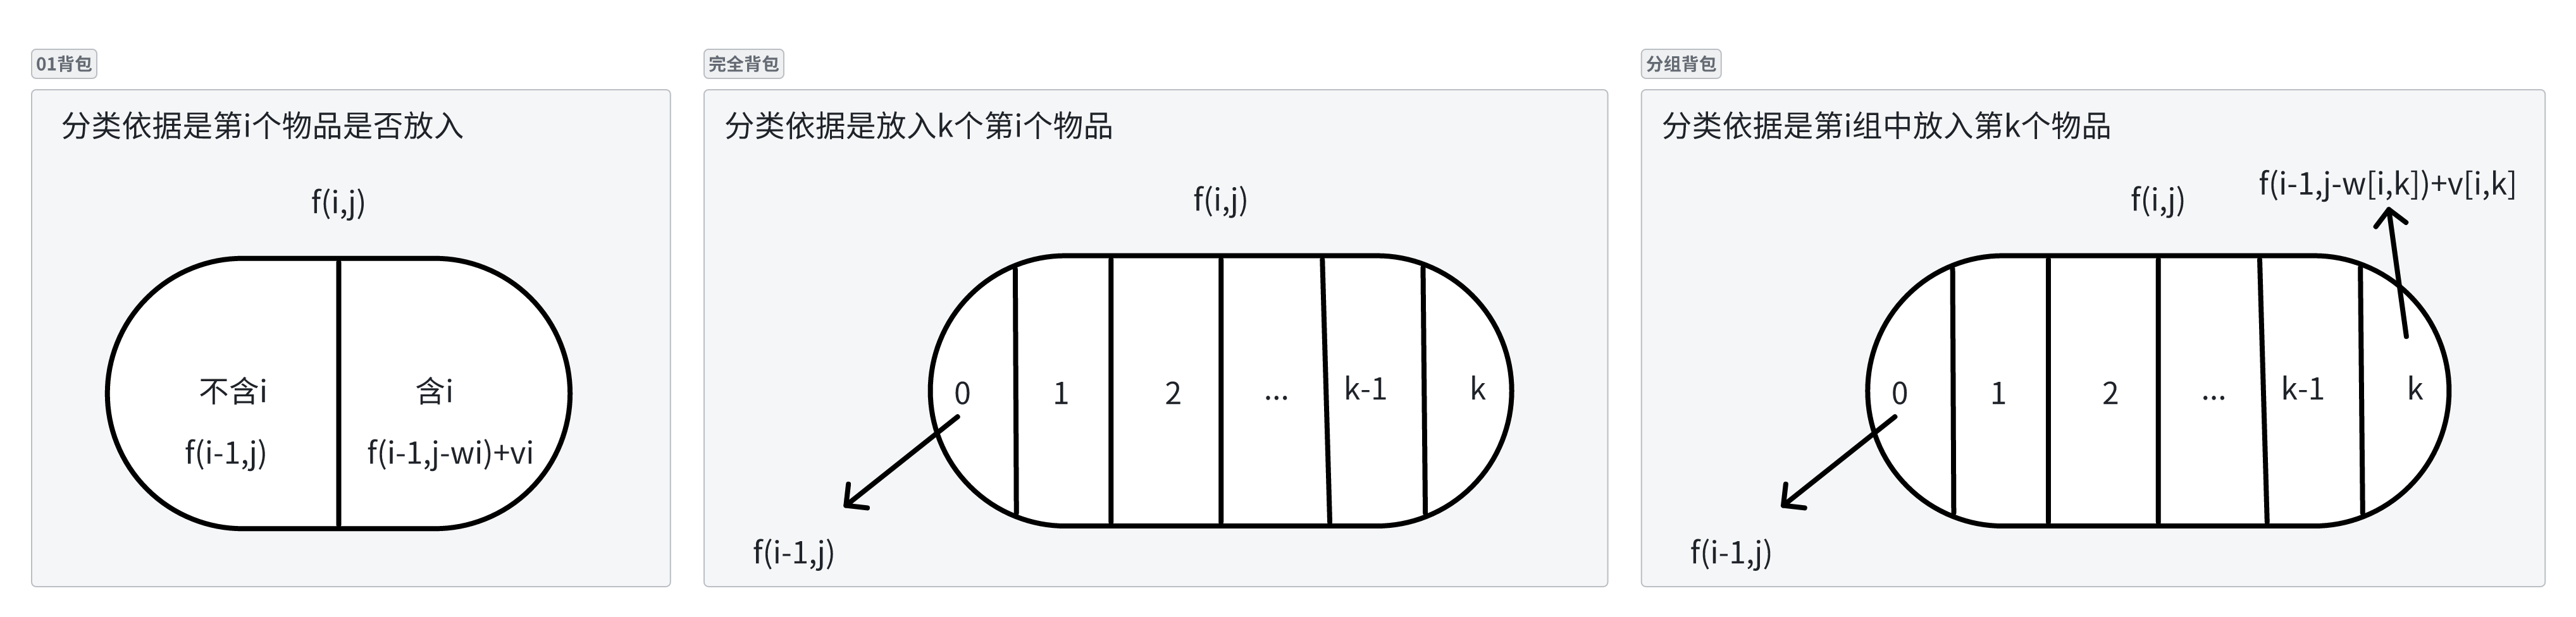 01背包
分类依据是第i个物品是否放入
f(i,j)
不含i
含i
f(i-1,j)
f(i-1,j-wi)+vi
完全背包
分类依据是放入k个第i个物品
f(i,j)
0
1
2
...
k-1
k
f(i-1,j)
分组背包
分类依据是第i组中放入第k个物品
f(i-1,j-w[i,k])+v[i,k]
f(i,j)
0
1
2
...
k-1
k
f(i-1,j)